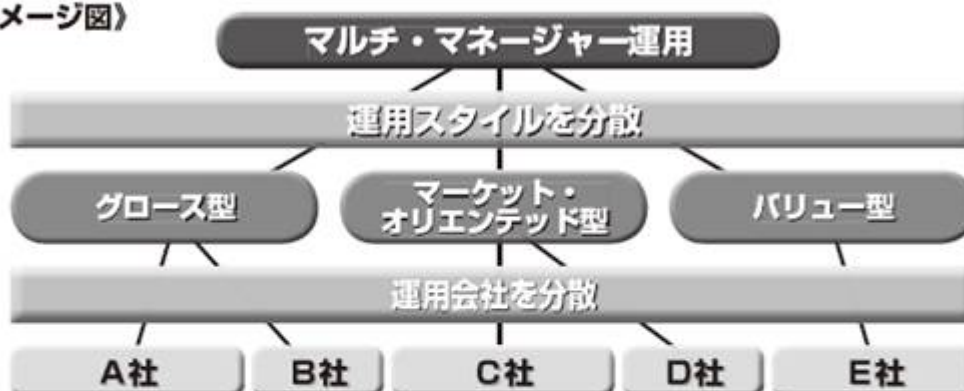 メージ図》
マルチ・マネージャー運用
運用スタイルを分散
グロース型
マーケット・
オリエンテッド型
バリュー型
運用会社を分散
A社
B社
C社
D社
E社